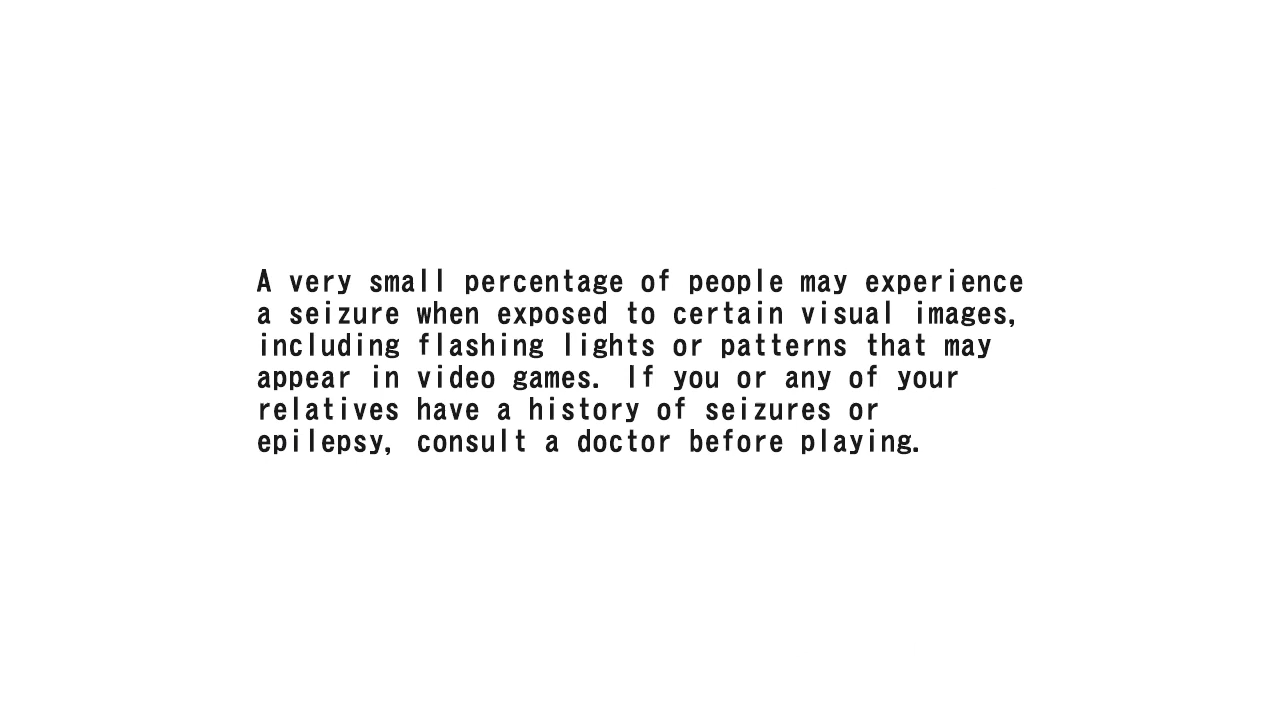 A very small percentage of people may experience
a seizure when exposed to certain visual images,
including flashing lights or patterns that may
appear in video games. If you or any of your
relatives have a history of seizures or
epilepsy, consult a doctor before playing.